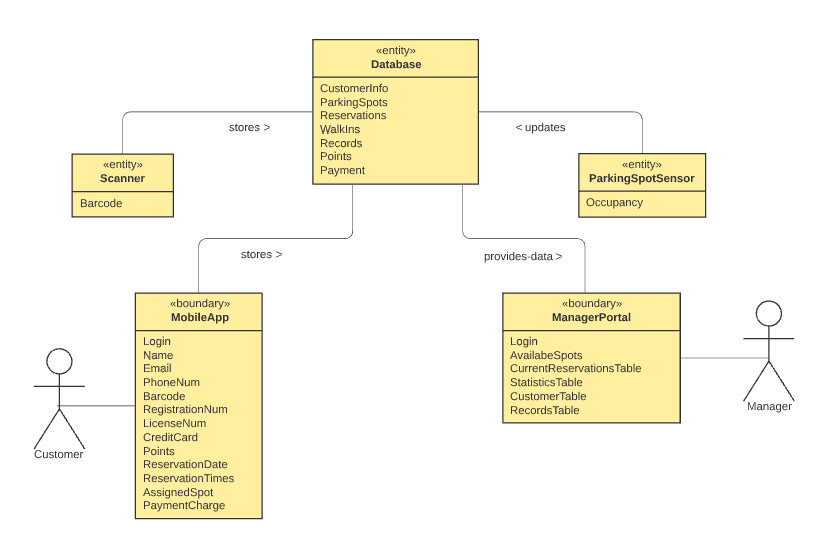 «entity»
Database
CustomerInfo
ParkingSpots
Reservations
WalkIns
Records
Points
Payment
stores >
< updates
«entity»
Scanner
Barcode
«entity»
ParkingSpotSensor
Occupancy
stores >
provides-data >
«boundary»
MobileApp
Login
Name
Email
PhoneNum
Barcode
RegistrationNum
LicenseNum
CreditCard
Points
ReservationDate
ReservationTimes
AssignedSpot
PaymentCharge
Customer
«boundary»
ManagerPortal
Login
AvailabeSpots
CurrentReservationsTable
StatisticsTable
CustomerTable
RecordsTable
Manager